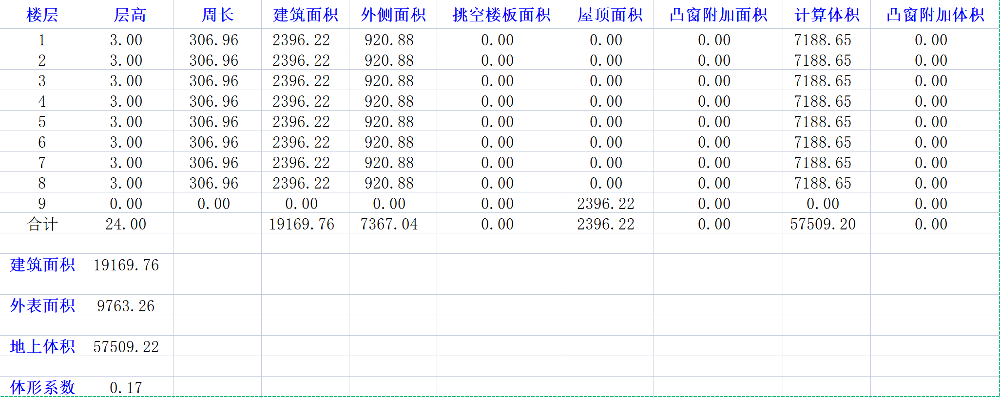 楼层 层高 周长 建筑面积 外侧面积 挑空楼板面积 屋顶面积 凸窗附加面积 计算体积 凸窗附加体积
1 3.00 306.96 2396.22 920.88 0.00 0.00 0.00 7188.65 0.00
2 3.00 306.96 2396.22 920.88 0.00 0.00 0.00 7188.65 0.00
3 3.00 306.96 2396.22 920.88 0.00 0.00 0.00 7188.65 0.00
4 3.00 306.96 2396.22 920.88 0.00 0.00 0.00 7188.65 0.00
5 3.00 306.96 2396.22 920.88 0.00 0.00 0.00 7188.65 0.00
6 3.00 306.96 2396.22 920.88 0.00 0.00 0.00 7188.65 0.00
7 3.00 306.96 2396.22 920.88 0.00 0.00 0.00 7188.65 0.00
8 3.00 306.96 2396.22 920.88 0.00 0.00 0.00 7188.65 0.00
9 0.00 0.00 0.00 0.00 0.00 2396.22 0.00 0.00 0.00
合计 24.00 19169.76 7367.04 0.00 2396.22 0.00 57509.20 0.00
建筑面积 19169.76
外表面积 9763.26
地上体积 57509.22
体形系数 0.17